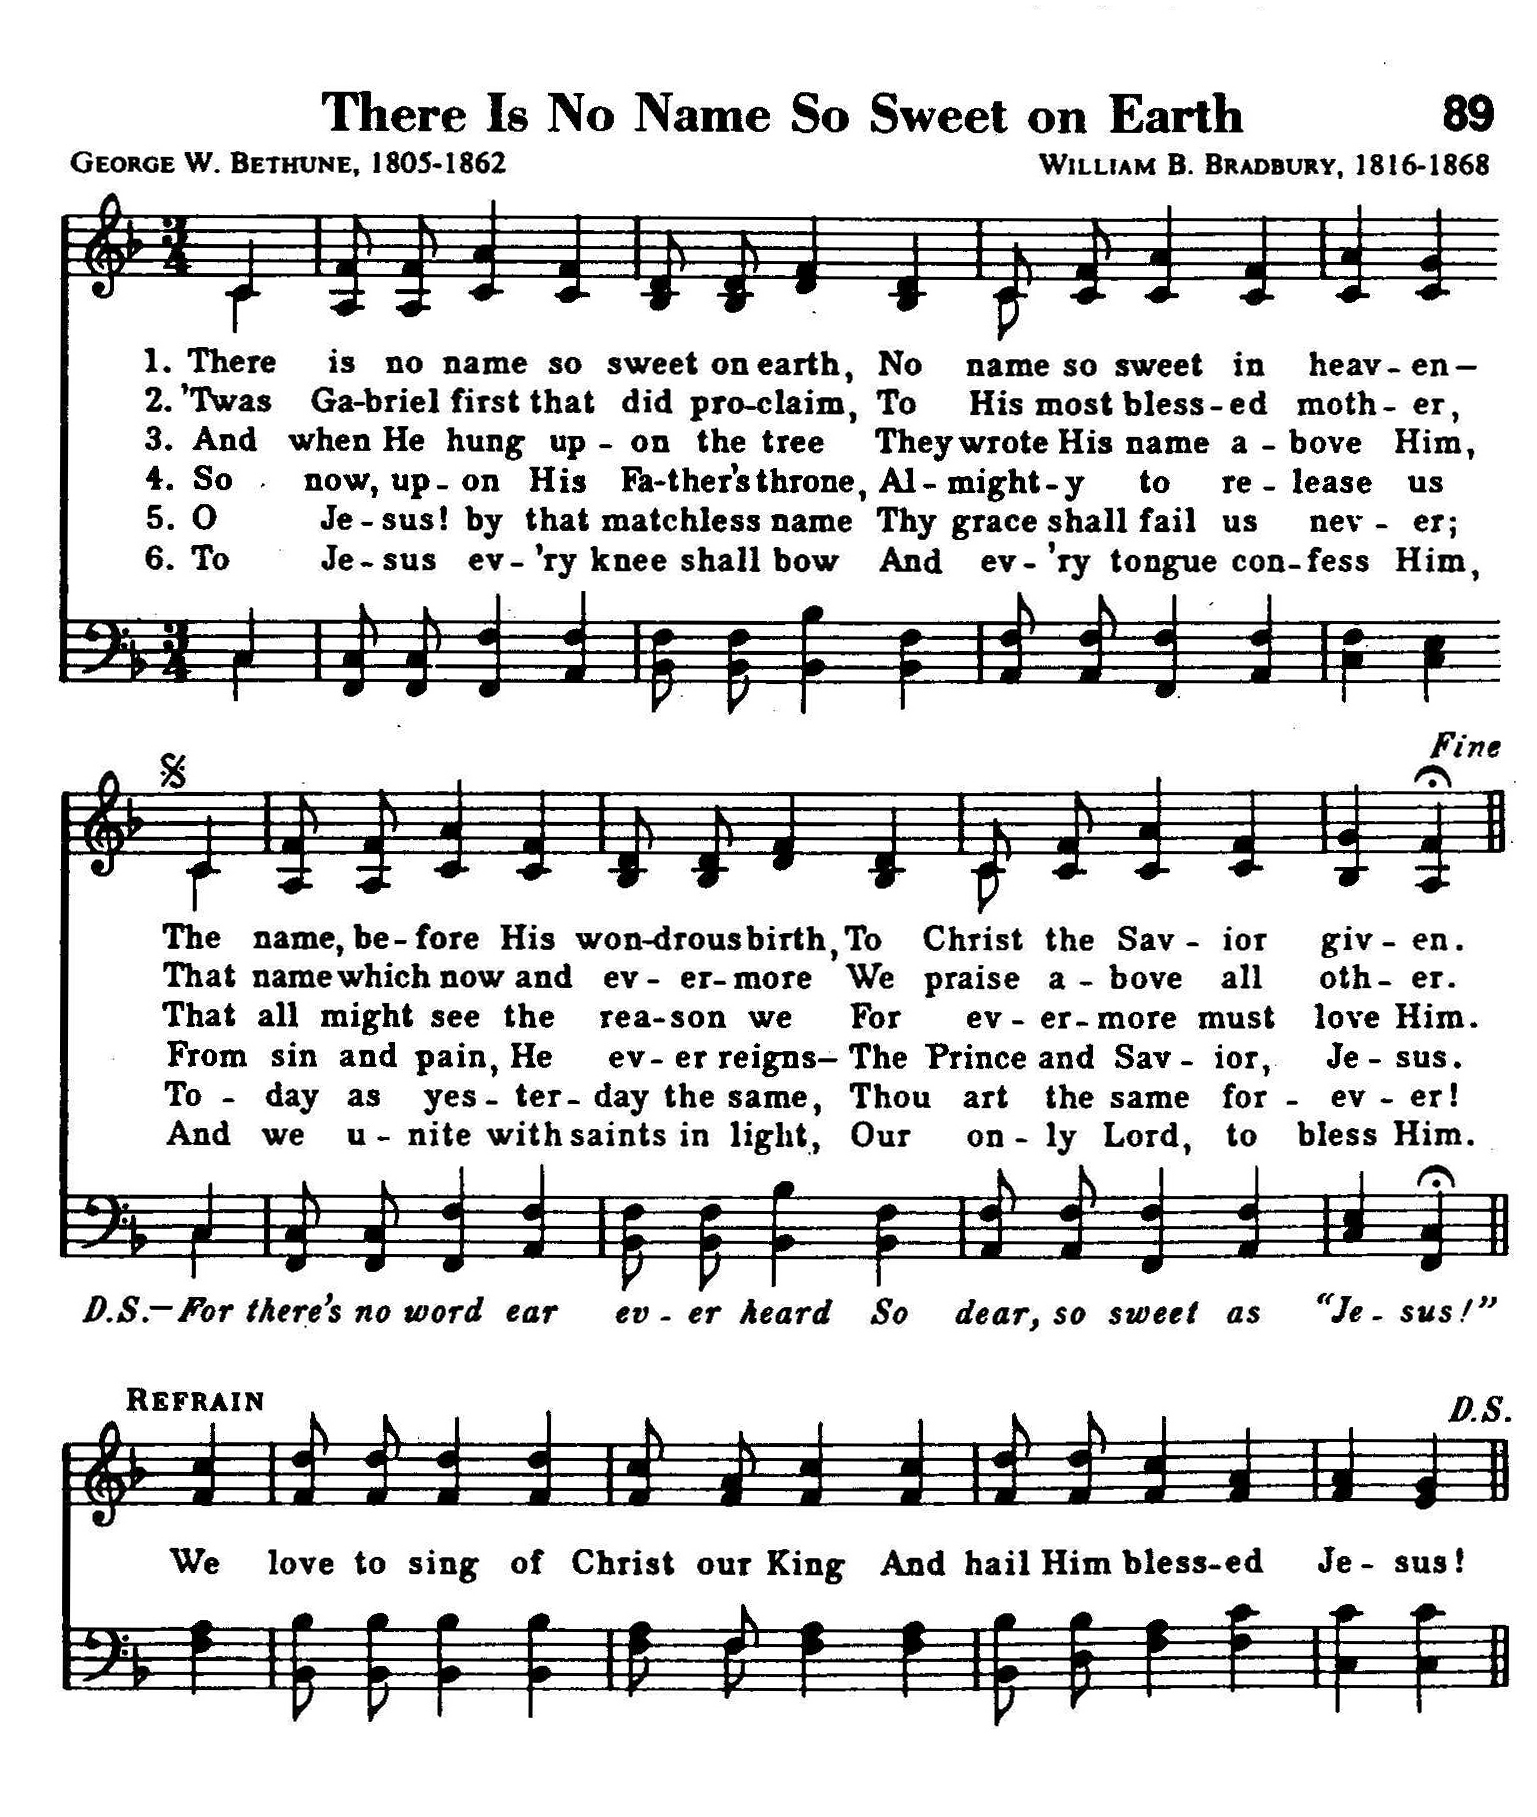 There Is No Name So Sweet on Earth 89
GEORGE W. BETHUNE, 1805-1862 WILLIAM B. BRADBURY, 1816-1868
3/4
1. There is no name so sweet on earth, No name so sweet in heav-en—
2. 'Twas Ga-briel first that did pro-claim, To His most bless-ed moth-er,
3. And when He hung up-on the tree They wrote His name a-bove Him,
4. So now, up-on His Fa-ther's throne, Al-might-y to re-lease us
5. O Je-sus! by that matchless name Thy grace shall fail us nev-er;
6. To Je-sus ev-'ry knee shall bow And ev-'ry tongue con-fess Him,
3/4
Fine
The name, be-fore His won-drous birth, To Christ the Sav-ior giv-en.
That name which now and ev-er-more We praise a-bove all oth-er.
That all might see the rea-son we For ev-er-more must love Him.
From sin and pain, He ev-er reigns— The Prince and Sav-ior, Je-sus.
To-day as yes-ter-day the same, Thou art the same for-ev-er!
And we u-nite with saints in light, Our on-ly Lord, to bless Him.
D.S.—For there's no word ear ev-er heard So dear, so sweet as "Je-sus!"
REFRAIN D.S.
We love to sing of Christ our King And hail Him bless-ed Je-sus!